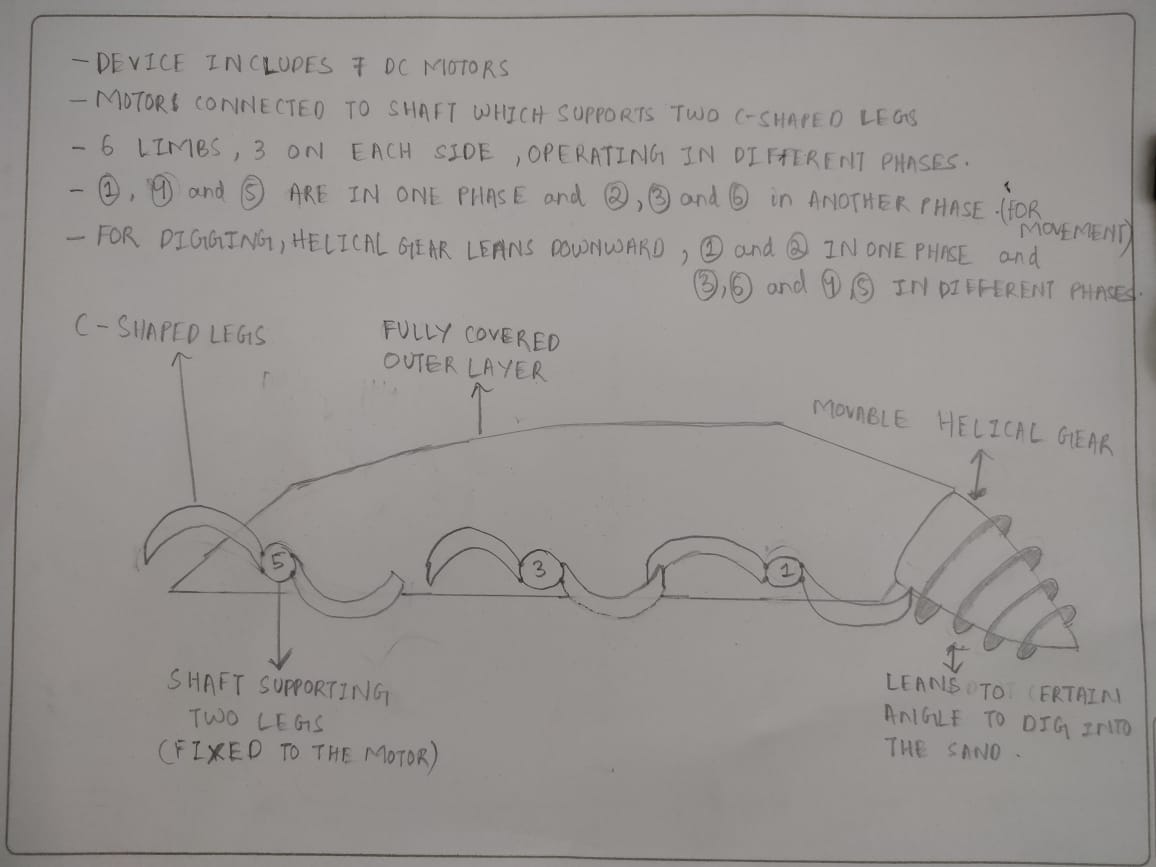 - DEVICE INCLUDES 7 DC MOTORS
- MOTORS CONNECTED TO SHAFT WHICH SUPPORTS TWO C-SHAPED LEGS
- 6 LIMBS, 3 ON EACH SIDE, OPERATING IN DIFFERENT PHASES.
- ①, ④ and ⑤ ARE IN ONE PHASE and ②, ③ and ⑥ in ANOTHER PHASE. (FOR
MOVEMENT)
- FOR DIGGING, HELICAL GEAR LEANS DOWNWARD, ① and ② IN ONE PHASE and
③, ⑥ and ④ ⑤ IN DIFFERENT PHASES.
C-SHAPED LEGS
FULLY COVERED
OUTER LAYER
MOVABLE HELICAL GEAR
5
3
1
SHAFT SUPPORTING
TWO LEGS
(FIXED TO THE MOTOR)
LEANS TO CERTAIN
ANGLE TO DIG INTO
THE SAND.